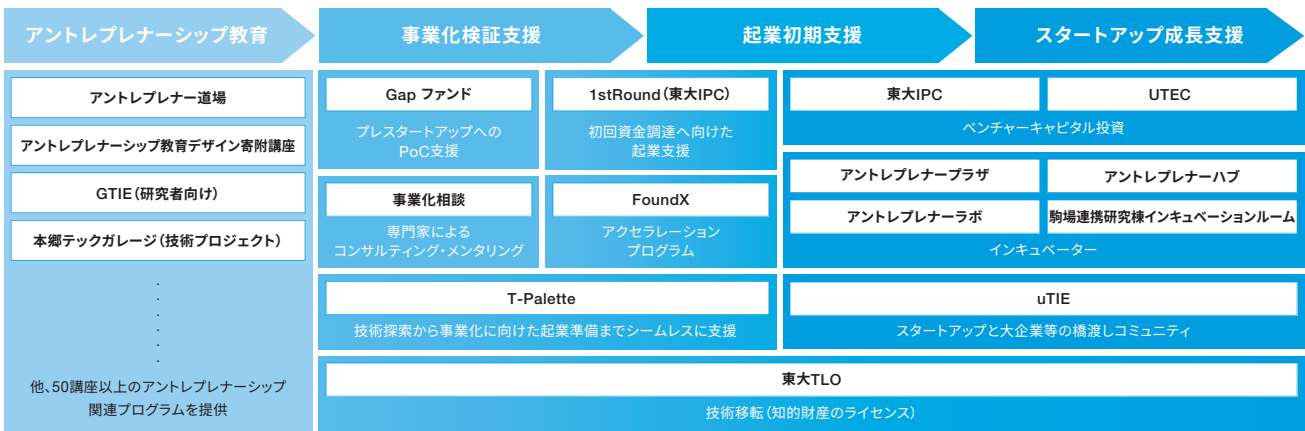 アントレプレナーシップ教育
事業化検証支援
起業初期支援
スタートアップ成長支援
アントレプレナー道場
アントレプレナーシップ教育デザイン寄附講座
GTIE(研究者向け)
本郷テックガレージ(技術プロジェクト)
.
.
.
.
.
.
他、50講座以上のアントレプレナーシップ
関連プログラムを提供
Gap ファンド
プレスタートアップへの
PoC支援
1stRound(東大IPC)
初回資金調達へ向けた
起業支援
事業化相談
専門家による
コンサルティング・メンタリング
FoundX
アクセラレーション
プログラム
T-Palette
技術探索から事業化に向けた起業準備までシームレスに支援
東大IPC
UTEC
ベンチャーキャピタル投資
アントレプレナープラザ
アントレプレナーハブ
アントレプレナーラボ
駒場連携研究棟インキュベーションルーム
インキュベーター
uTIE
スタートアップと大企業等の橋渡しコミュニティ
東大TLO
技術移転(知的財産のライセンス)